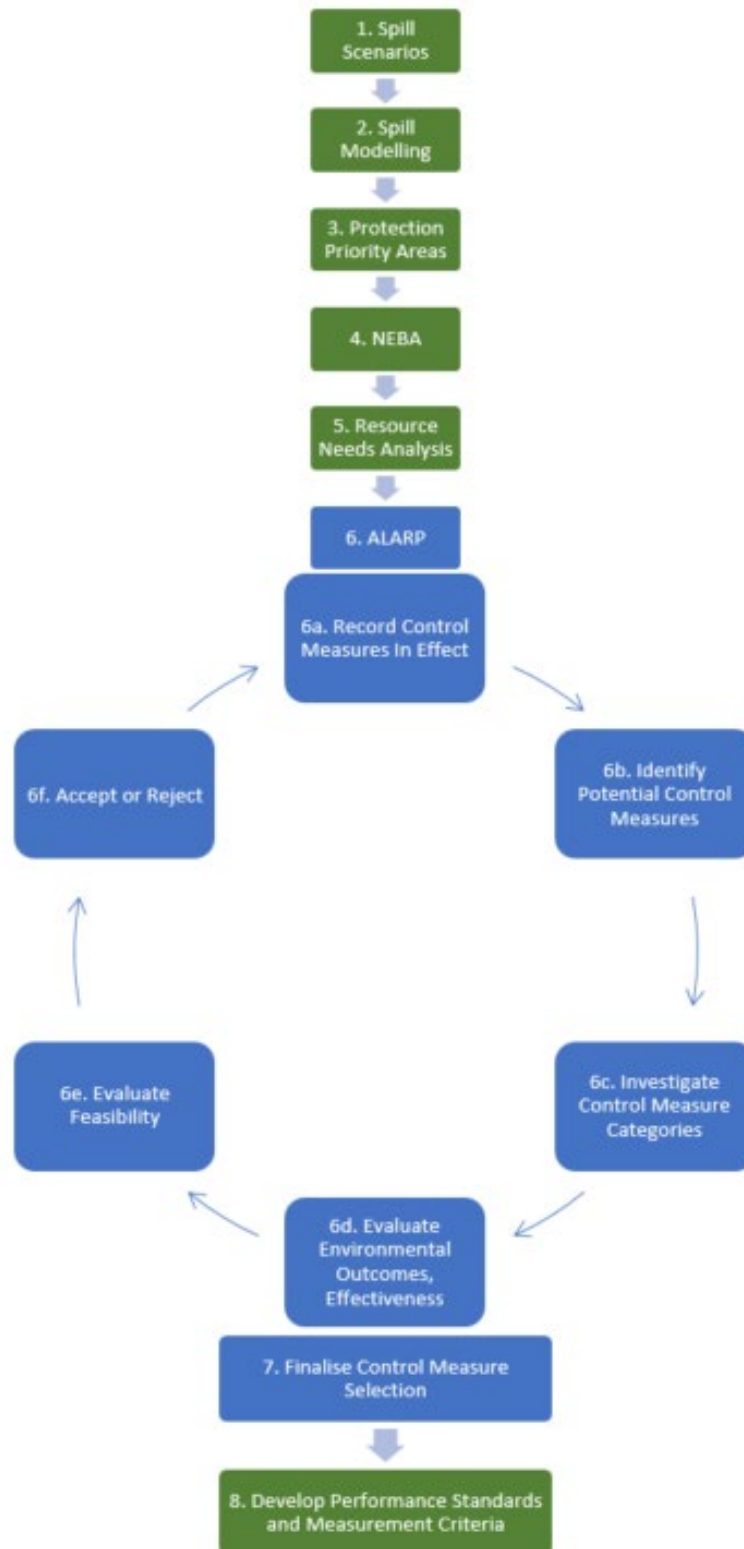 1. Spill
Scenarios
2. Spill
Modelling
3. Protection
Priority Areas
4. NEBA
5. Resource
Needs Analysis
6. ALARP
6a. Record Control
Measures In Effect
6b. Identify
Potential Control
Measures
6c. Investigate
Control Measure
Categories
6d. Evaluate
Environmental
Outcomes,
Effectiveness
6e. Evaluate
Feasibility
6f. Accept or Reject
7. Finalise Control Measure
Selection
8. Develop Performance Standards
and Measurement Criteria